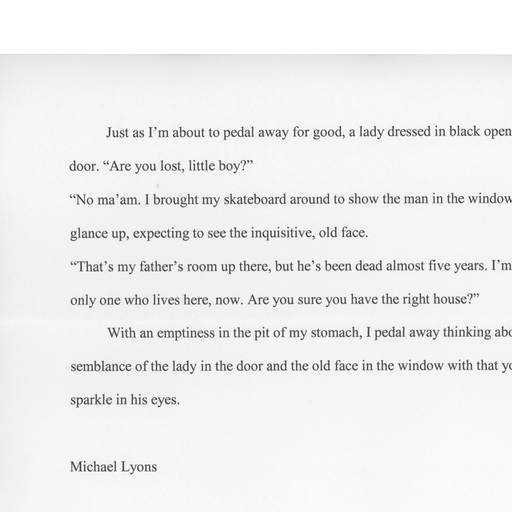 Just as I'm about to pedal away for good, a lady dressed in black open
door. “Are you lost, little boy?”
“No ma'am. I brought my skateboard around to show the man in the window
glance up, expecting to see the inquisitive, old face.
“That's my father's room up there, but he's been dead almost five years. I'm
only one who lives here, now. Are you sure you have the right house?”
With an emptiness in the pit of my stomach, I pedal away thinking abo
semblance of the lady in the door and the old face in the window with that yo
sparkle in his eyes.
Michael Lyons